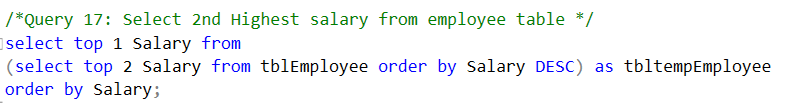 /*Query 17: Select 2nd Highest salary from employee table */
select top 1 Salary from
(select top 2 Salary from tblEmployee order by Salary DESC) as tbltempEmployee
order by Salary;